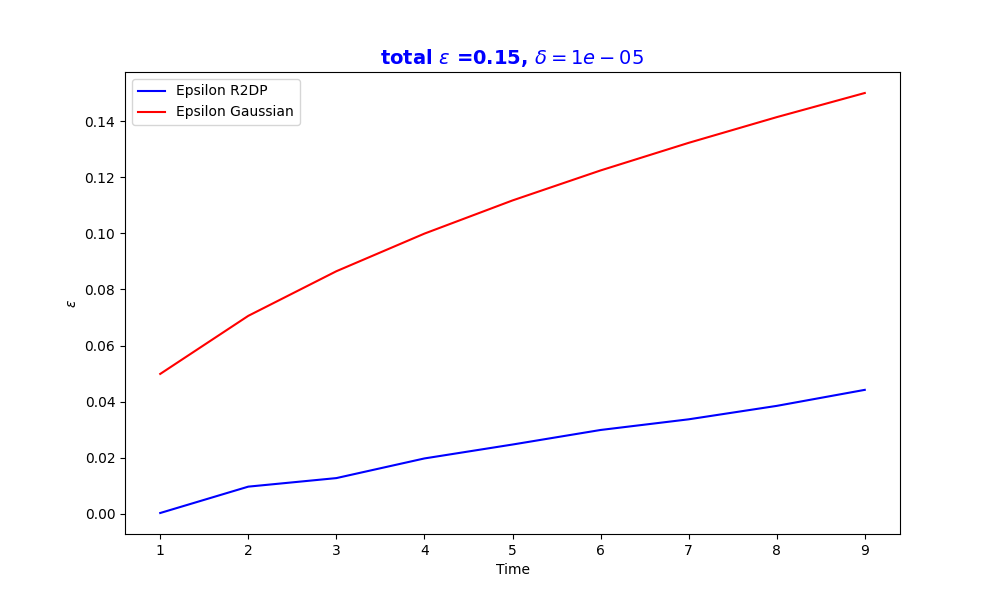 total ε =0.15, δ = 1e − 05
Epsilon R2DP
Epsilon Gaussian
0.14
0.12
0.10
0.08
0.06
0.04
0.02
0.00
ε
1 2 3 4 5 6 7 8 9
Time